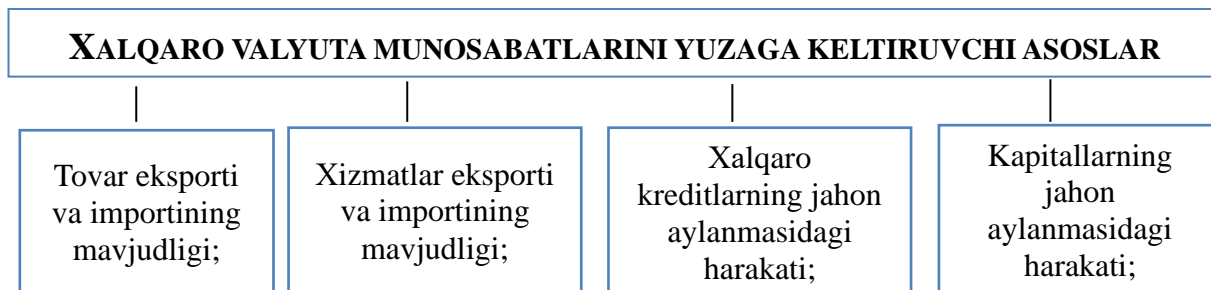 XALQARO VALYUTA MUNOSABATLARINI YUZAGA KELTIRUVCHI ASOSLAR
Tovar eksporti
va importining
mavjudligi;
Xizmatlar eksporti
va importining
mavjudligi;
Xalqaro
kreditlarning jahon
aylanmasidagi
harakati;
Kapitallarning
jahon
aylanmasidagi
harakati;